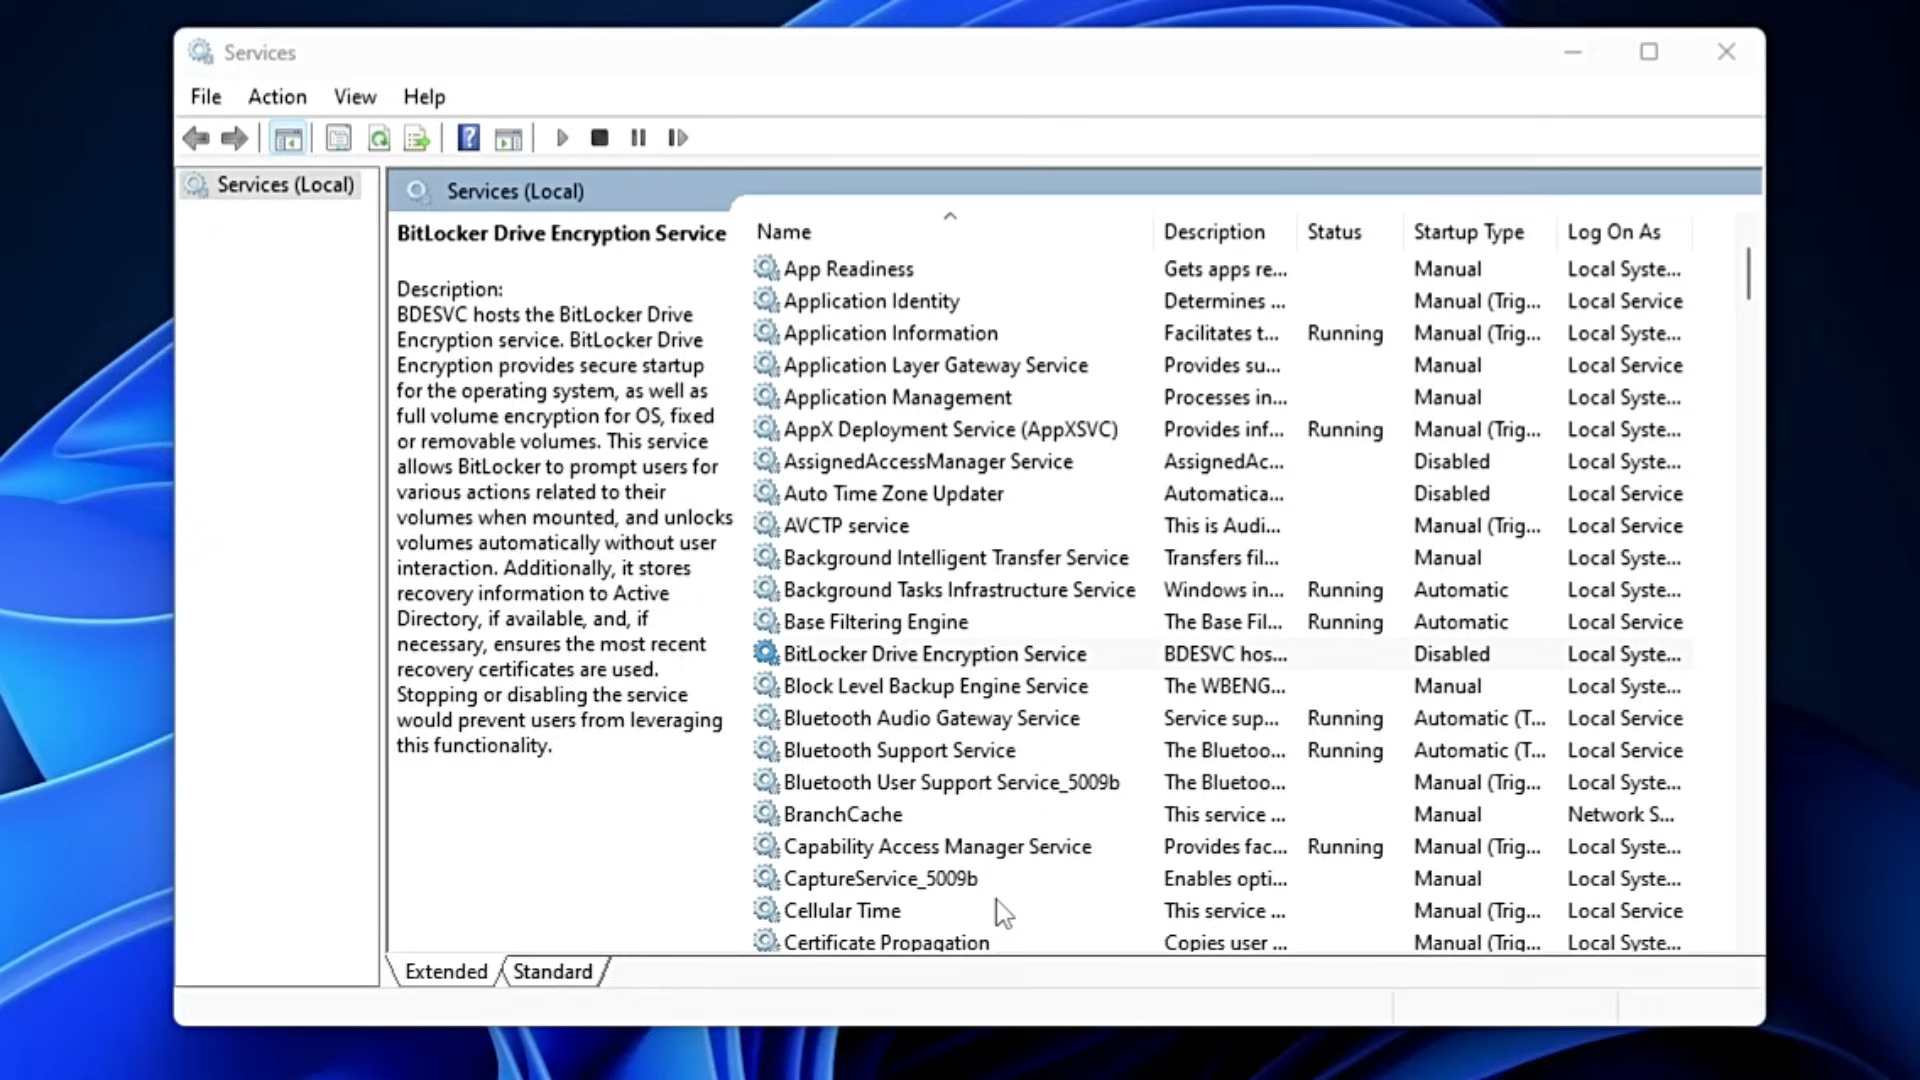 Services
File Action View Help
Services (Local)
Services (Local)
BitLocker Drive Encryption Service
Description:
BDESVC hosts the BitLocker Drive
Encryption service. BitLocker Drive
Encryption provides secure startup
for the operating system, as well as
full volume encryption for OS, fixed
or removable volumes. This service
allows BitLocker to prompt users for
various actions related to their
volumes when mounted, and unlocks
volumes automatically without user
interaction. Additionally, it stores
recovery information to Active
Directory, if available, and, if
necessary, ensures the most recent
recovery certificates are used.
Stopping or disabling the service
would prevent users from leveraging
this functionality.
Name Description Status Startup Type Log On As
App Readiness Gets apps re... Manual Local Syste...
Application Identity Determines ... Manual (Trig... Local Service
Application Information Facilitates t... Running Manual (Trig... Local Syste...
Application Layer Gateway Service Provides su... Manual Local Service
Application Management Processes in... Manual Local Syste...
AppX Deployment Service (AppXSVC) Provides inf... Running Manual (Trig... Local Syste...
AssignedAccessManager Service AssignedAc... Disabled Local Syste...
Auto Time Zone Updater Automatica... Disabled Local Service
AVCTP service This is Audi... Manual (Trig... Local Service
Background Intelligent Transfer Service Transfers fil... Manual Local Syste...
Background Tasks Infrastructure Service Windows in... Running Automatic Local Syste...
Base Filtering Engine The Base Fil... Running Automatic Local Service
BitLocker Drive Encryption Service BDESVC hos... Disabled Local Syste...
Block Level Backup Engine Service The WBENG... Manual Local Syste...
Bluetooth Audio Gateway Service Service sup... Running Automatic (T... Local Service
Bluetooth Support Service The Bluetoo... Running Automatic (T... Local Service
Bluetooth User Support Service_5009b The Bluetoo... Manual (Trig... Local Syste...
BranchCache This service ... Manual Network S...
Capability Access Manager Service Provides fac... Running Manual (Trig... Local Syste...
CaptureService_5009b Enables opti... Manual Local Syste...
Cellular Time This service ... Manual (Trig... Local Service
Certificate Propagation Copies user ... Manual (Trig... Local Syste...
Extended Standard